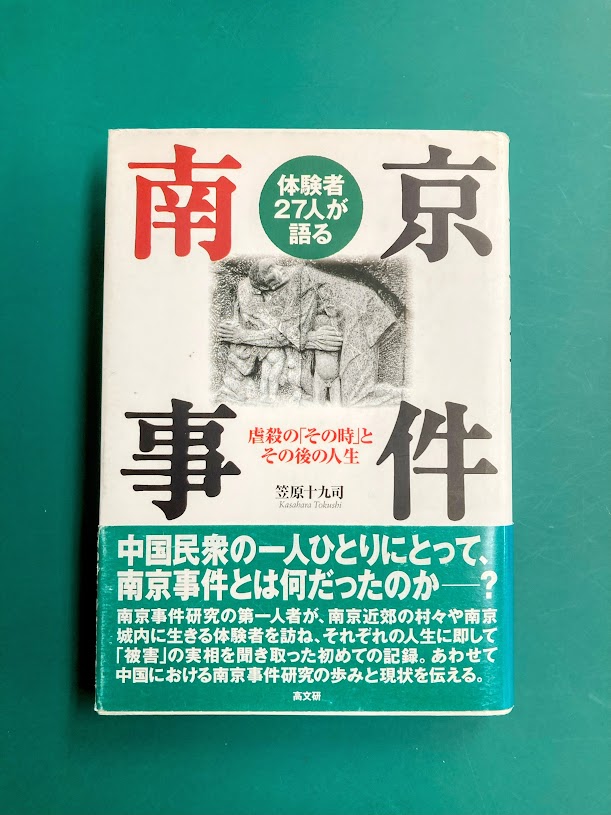 体験者
27人が
語る
南京
事件
虐殺の「その時」と
その後の人生
笠原十九司
Kasahara Tokushi
中国民衆の一人ひとりにとって、
南京事件とは何だったのか──?
南京事件研究の第一人者が、南京近郊の村々や南京
城内に生きる体験者を訪ね、それぞれの人生に即して
「被害」の実相を聞き取った初めての記録。あわせて
中国における南京事件研究の歩みと現状を伝える。
高文研